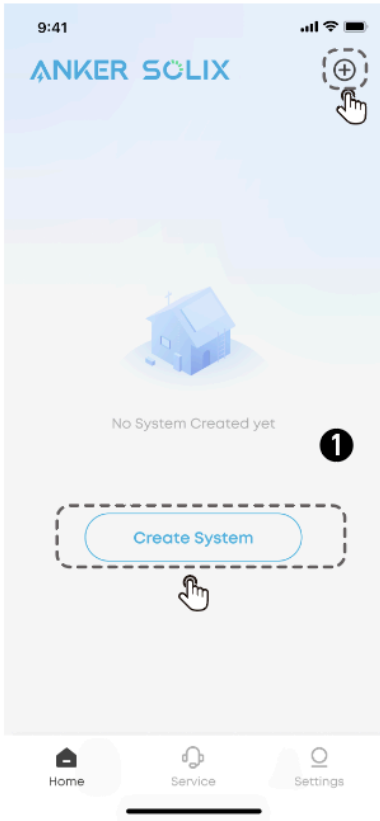 9:41
ANKER SOLIX
No System Created yet
1
Create System
Home
Service
Settings